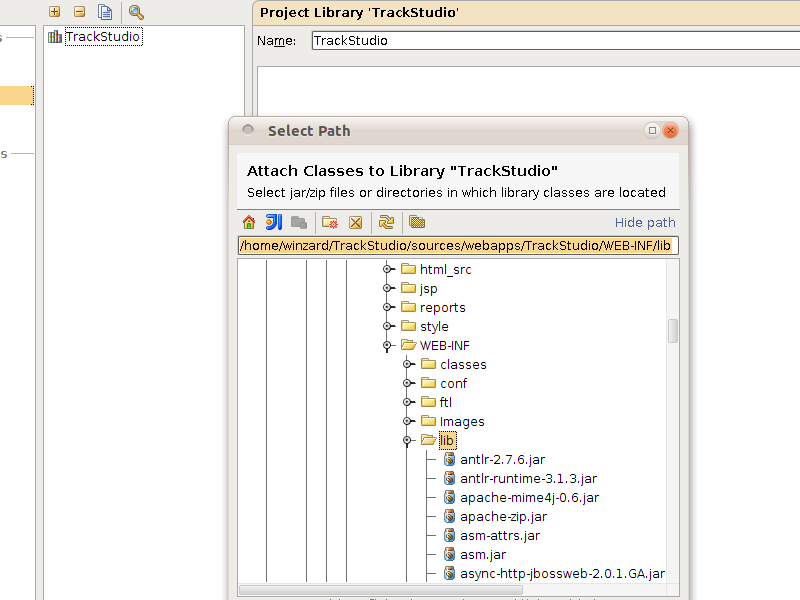 Project Library 'TrackStudio'
TrackStudio
Name: TrackStudio
s
Select Path
Attach Classes to Library "TrackStudio"
Select jar/zip files or directories in which library classes are located
Hide path
/home/winzard/TrackStudio/sources/webapps/TrackStudio/WEB-INF/lib
html_src
jsp
reports
style
WEB-INF
classes
conf
ftl
Images
lib
antlr-2.7.6.jar
antlr-runtime-3.1.3.jar
apache-mime4j-0.6.jar
apache-zip.jar
asm-attrs.jar
asm.jar
async-http-jbossweb-2.0.1.GA.jar